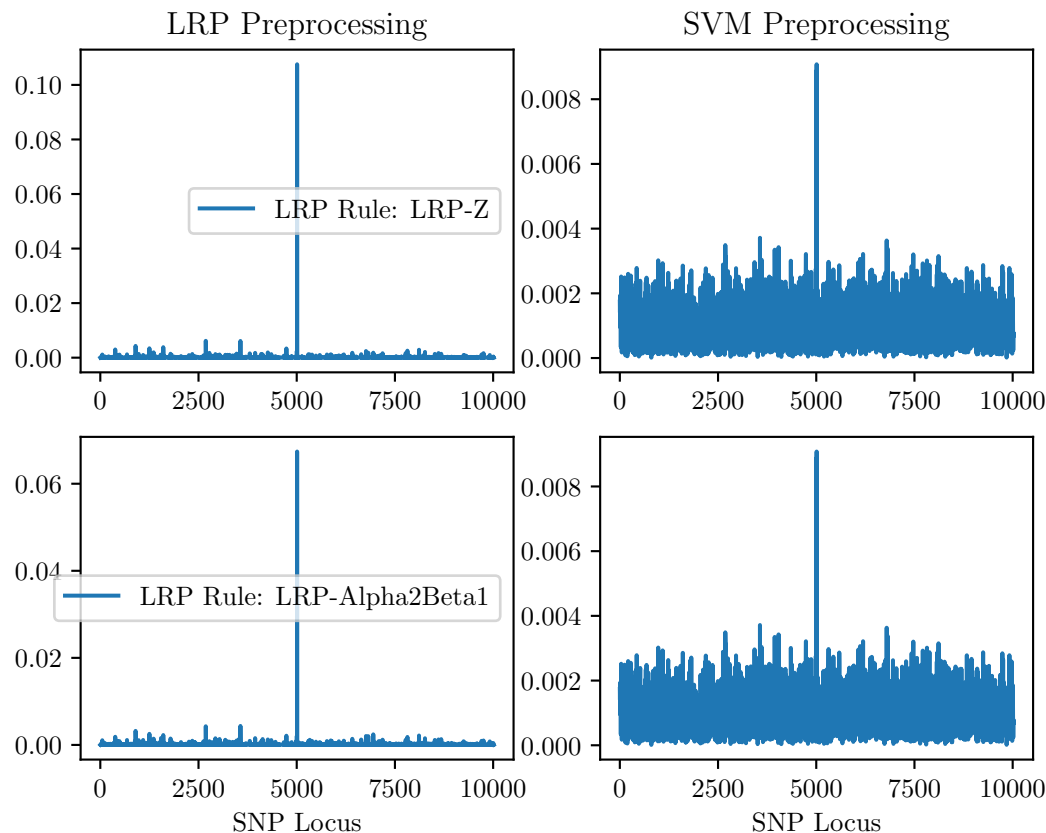 LRP Preprocessing
SVM Preprocessing
0.10
0.08
0.06
0.04
0.02
0.00
LRP Rule: LRP-Z
0 2500 5000 7500 10000
0.008
0.006
0.004
0.002
0.000
0 2500 5000 7500 10000
0.06
0.04
0.02
0.00
LRP Rule: LRP-Alpha2Beta1
0 2500 5000 7500 10000
SNP Locus
0.008
0.006
0.004
0.002
0.000
0 2500 5000 7500 10000
SNP Locus